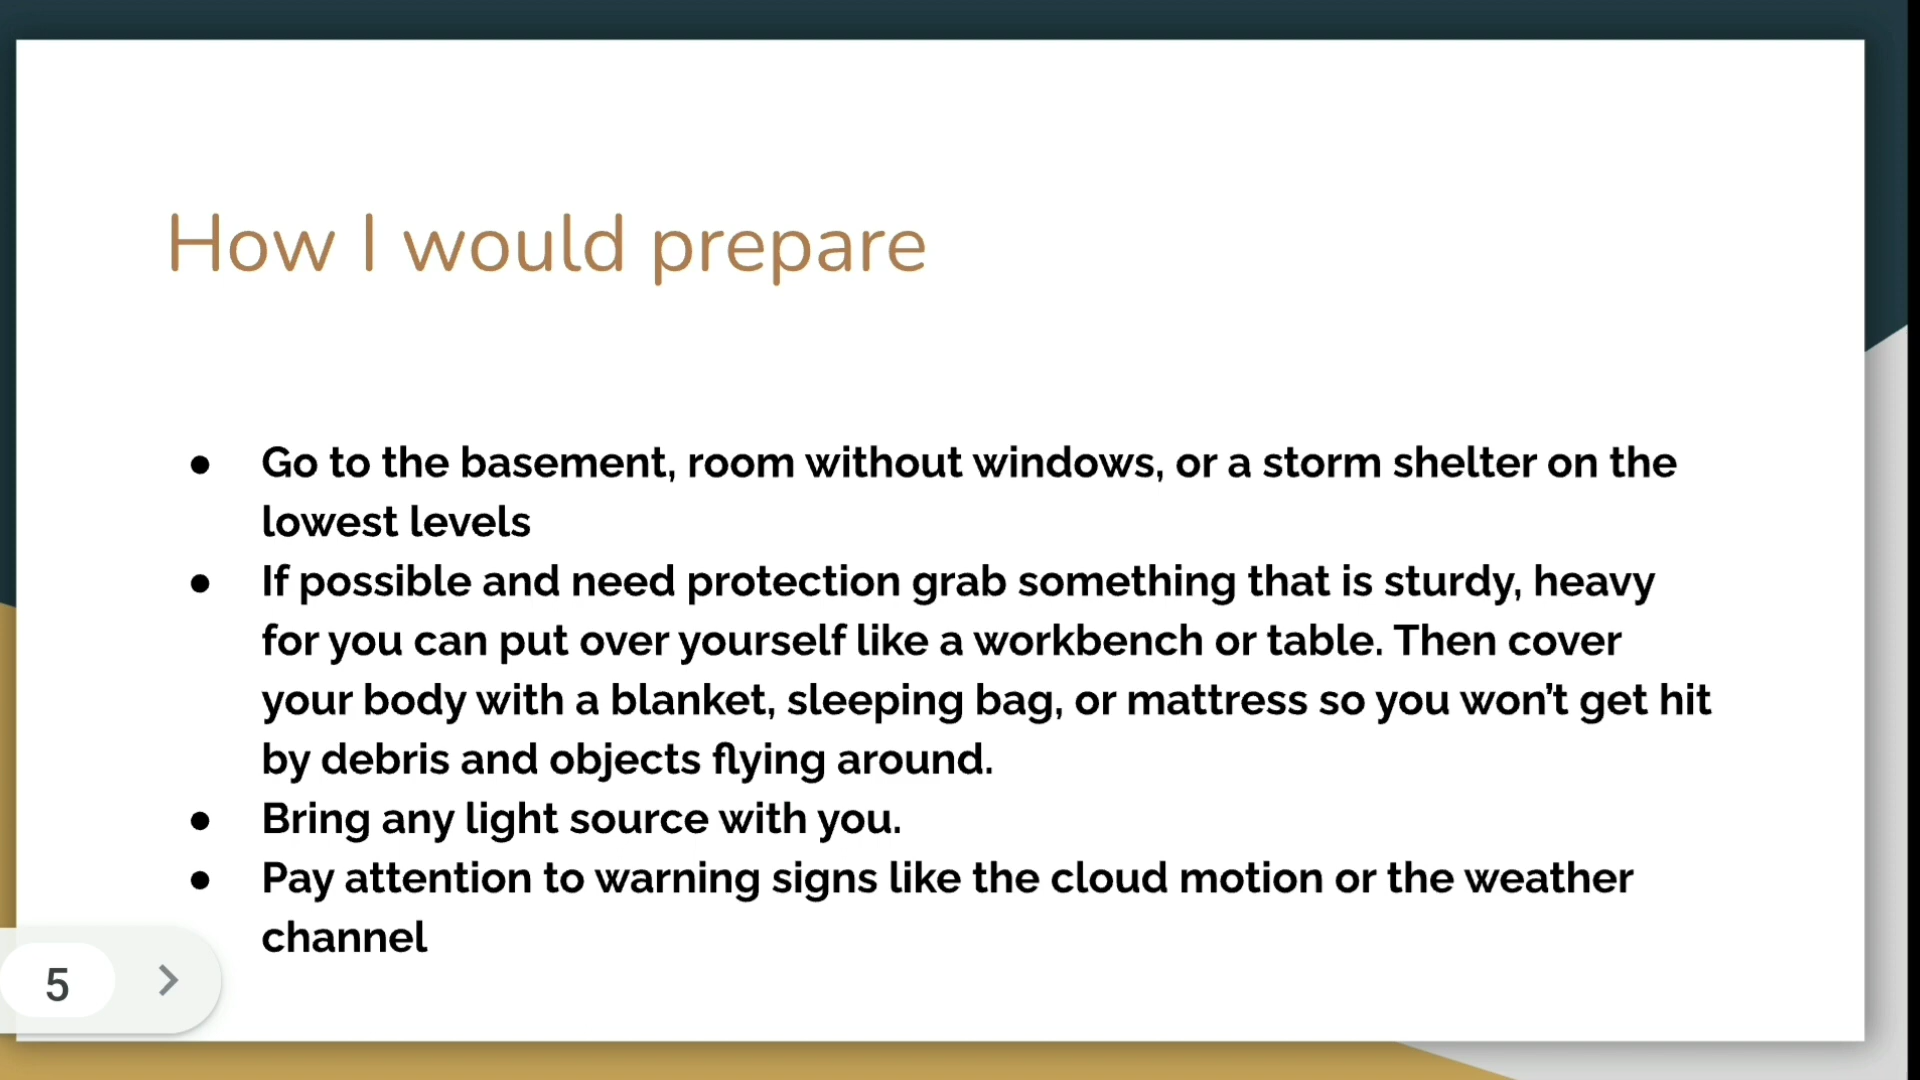 How I would prepare
● Go to the basement, room without windows, or a storm shelter on the
lowest levels
● If possible and need protection grab something that is sturdy, heavy
for you can put over yourself like a workbench or table. Then cover
your body with a blanket, sleeping bag, or mattress so you won’t get hit
by debris and objects flying around.
● Bring any light source with you.
● Pay attention to warning signs like the cloud motion or the weather
channel
5